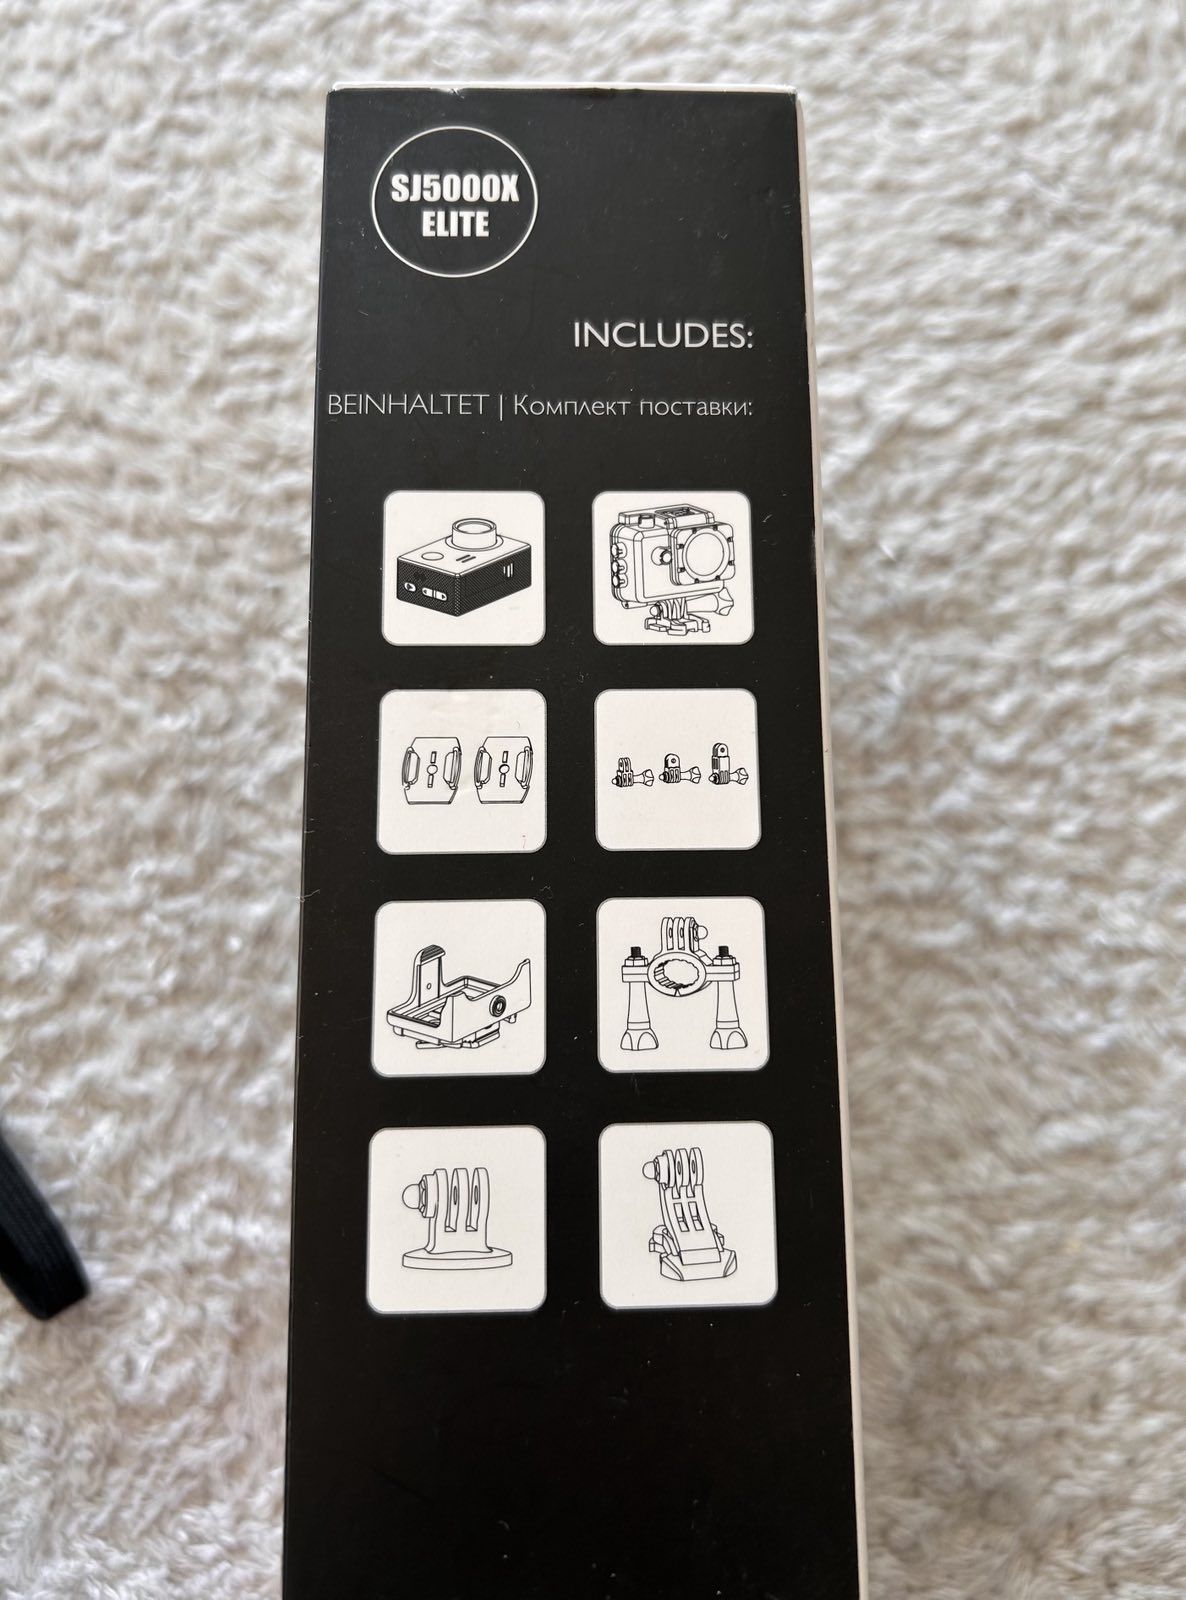 SJ5000X
ELITE
INCLUDES:
BEINHALTET | Комплект поставки: